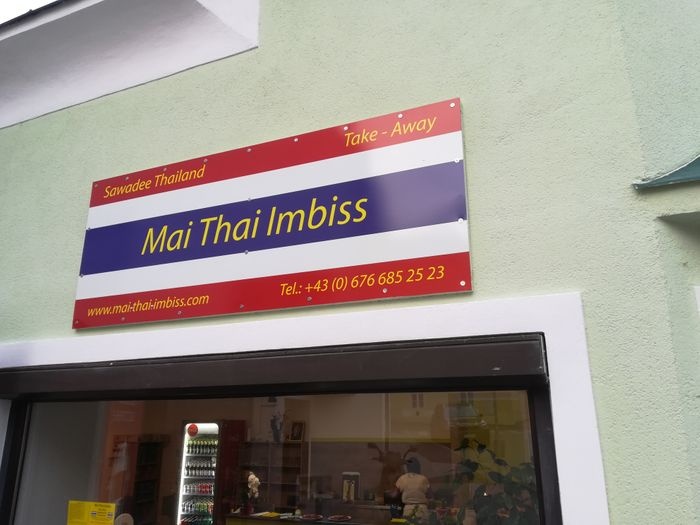 Sawadee Thailand
Take - Away
Mai Thai Imbiss
www.mai-thai-imbiss.com
Tel.: +43 (0) 676 685 25 23